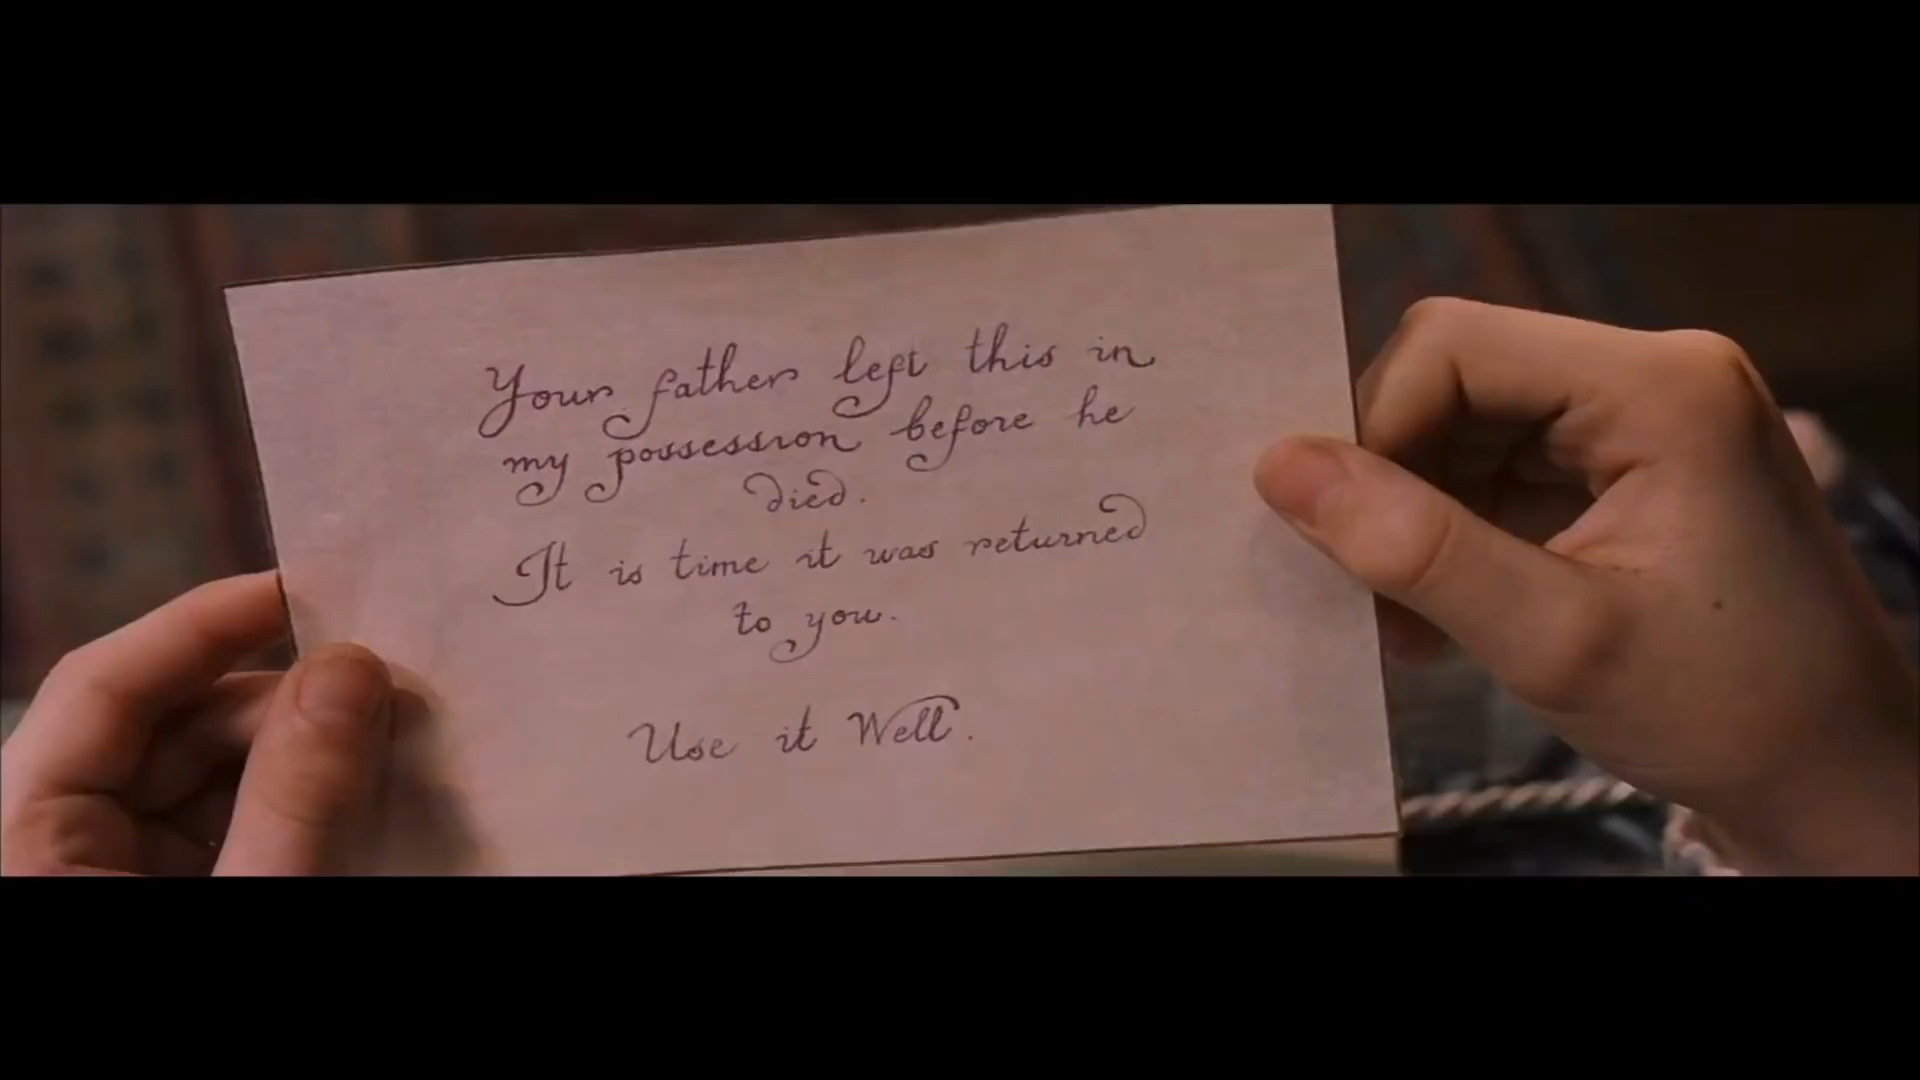 Your father left this in
my possession before he
died.
It is time it was returned
to you.
Use it Well.